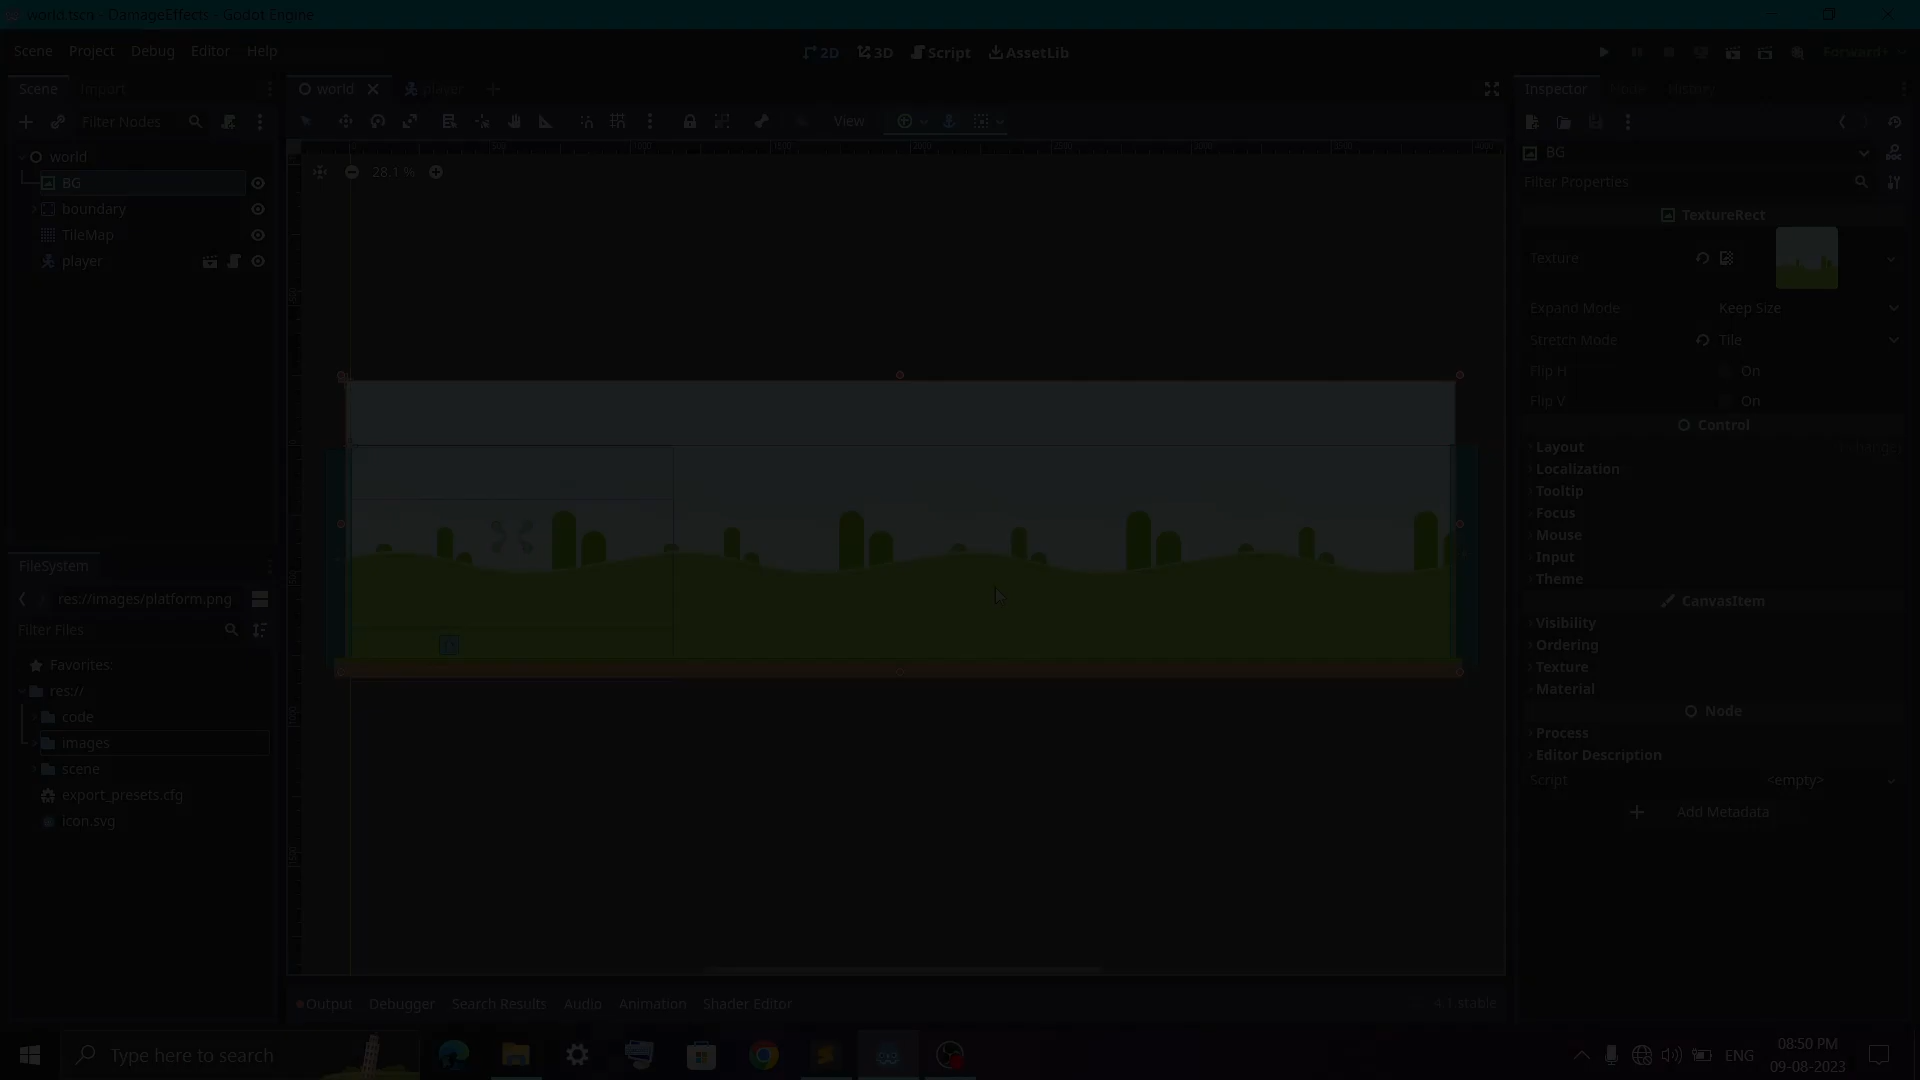 world.tscn - DamageEffects - Godot Engine
Scene Project Debug Editor Help
2D 3D Script AssetLib
Forward+
Scene Import
world player
Inspector Node History
Filter Nodes
View
world
BG
boundary
TileMap
player
28.1 %
BG
Filter Properties
TextureRect
Texture
Expand Mode Keep Size
Stretch Mode Tile
Flip H On
Flip V On
Control
Layout
Localization
Tooltip
Focus
Mouse
Input
Theme
CanvasItem
Visibility
Ordering
Texture
Material
Node
Process
Editor Description
Script <empty>
Add Metadata
FileSystem
res://images/platform.png
Filter Files
Favorites:
res://
code
images
scene
export_presets.cfg
icon.svg
Output Debugger Search Results Audio Animation Shader Editor
4.1.stable
Type here to search
ENG
08:50 PM
09-08-2023